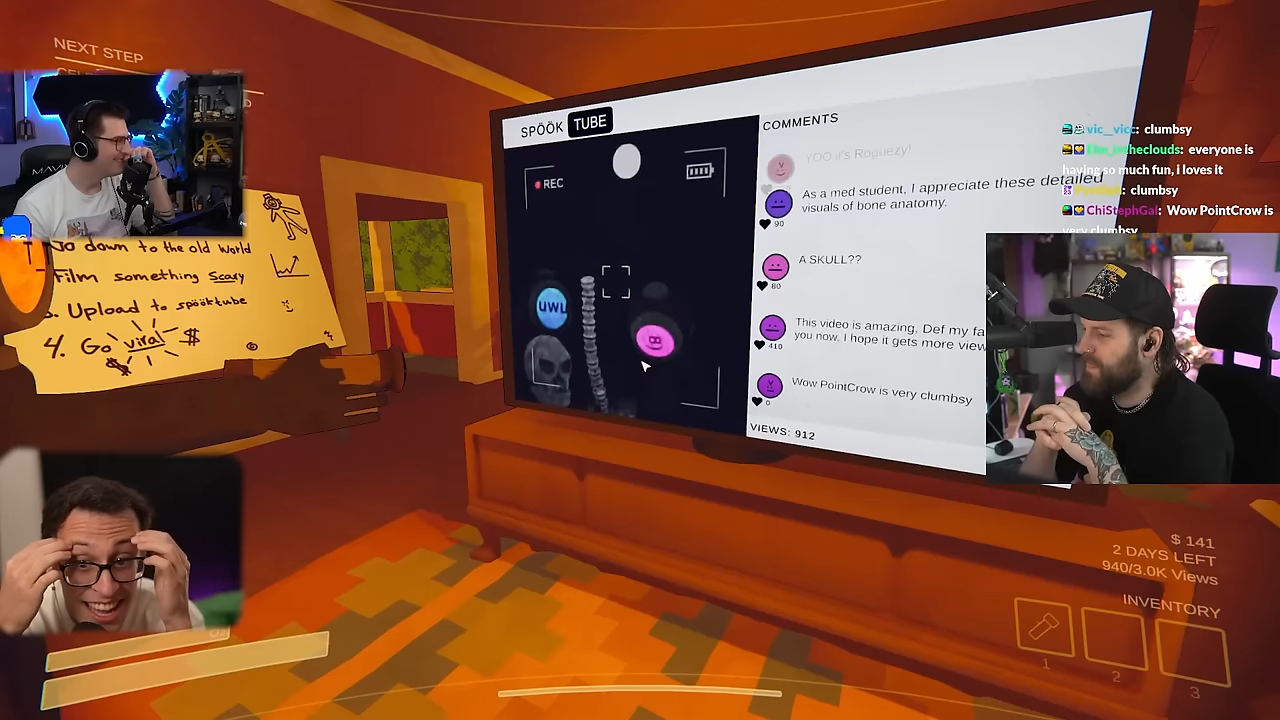 NEXT STEP
SPÖÖK TUBE
REC
uwu
COMMENTS
YOO it's Roguezy!
As a med student, I appreciate these detailed
visuals of bone anatomy.
90
A SKULL??
80
This video is amazing, Def my fa
you now. I hope it gets more view
410
Wow PointCrow is very clumbsy
0
VIEWS: 912
Go down to the old world
Film something Scary
Upload to spööktube
4. Go viral $
$
vic_vicc: clumbsy
everyone is
having so much fun, i loves it
clumbsy
ChiStephGal: Wow PointCrow is
very clumbsy
$ 141
2 DAYS LEFT
940/3.0K Views
INVENTORY
1
2
3